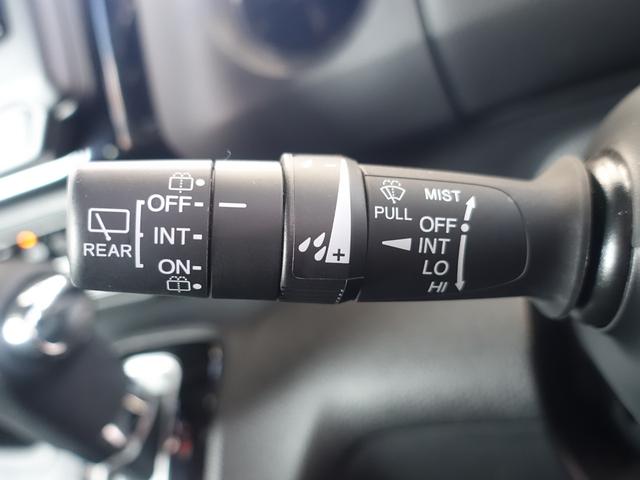 REAR
OFF
INT
ON
- +
PULL
MIST
OFF
INT
LO
HI